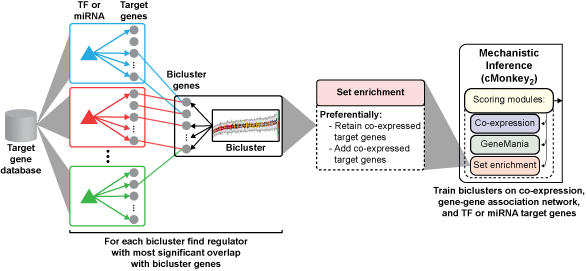 TF or
miRNA
Target
genes
Target
gene
database
Bicluster
genes
Bicluster
For each bicluster find regulator
with most significant overlap
with bicluster genes
Set enrichment
Preferentially:
- Retain co-expressed
target genes
- Add co-expressed
target genes
Mechanistic
Inference
(cMonkey2)
Scoring modules:
Co-expression
GeneMania
Set enrichment
Train biclusters on co-expression,
gene-gene association network,
and TF or miRNA target genes